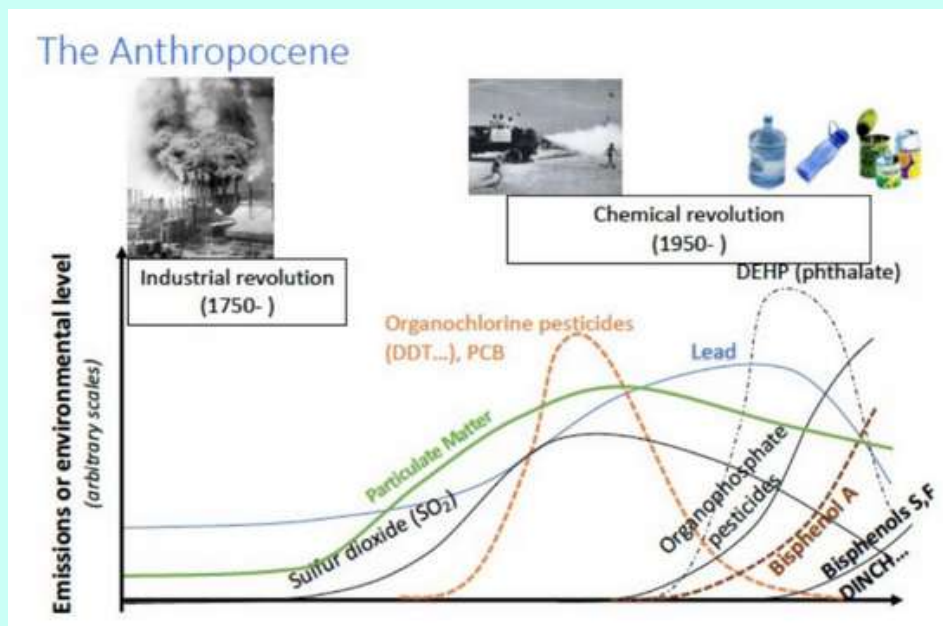 The Anthropocene
Chemical revolution
(1950- )
Industrial revolution
(1750- )
DEHP (phthalate)
Organochlorine pesticides
(DDT...), PCB
Lead
Emissions or environmental level
(arbitrary scales)
Particulate Matter
Sulfur dioxide (SO₂)
Organophosphate
pesticides
Bisphenol A
Bisphenols S,F
DINCH...